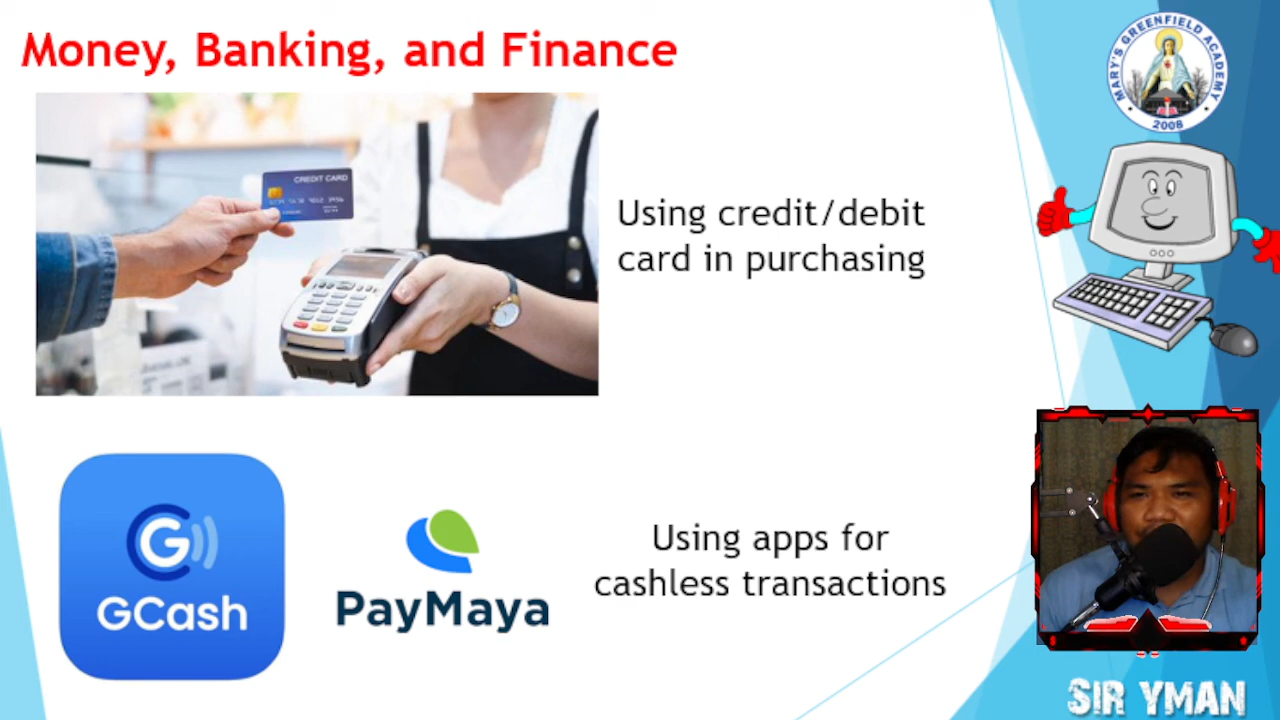 Money, Banking, and Finance
MARY'S GREENFIELD ACADEMY
2008
CREDIT CARD
Using credit/debit
card in purchasing
GCash
PayMaya
Using apps for
cashless transactions
SIR YMAN